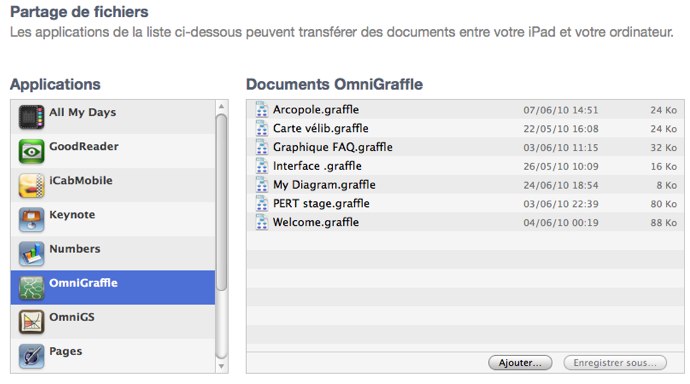 Partage de fichiers
Les applications de la liste ci-dessous peuvent transférer des documents entre votre iPad et votre ordinateur.
Applications
All My Days
GoodReader
iCabMobile
Keynote
Numbers
OmniGraffle
OmniGS
Pages
Documents OmniGraffle
Arcopole.graffle 07/06/10 14:51 24 Ko
Carte vélib.graffle 22/05/10 16:08 24 Ko
Graphique FAQ.graffle 03/06/10 11:15 32 Ko
Interface .graffle 26/05/10 10:09 16 Ko
My Diagram.graffle 24/06/10 18:54 8 Ko
PERT stage.graffle 03/06/10 22:39 80 Ko
Welcome.graffle 04/06/10 00:19 88 Ko
Ajouter... Enregistrer sous...